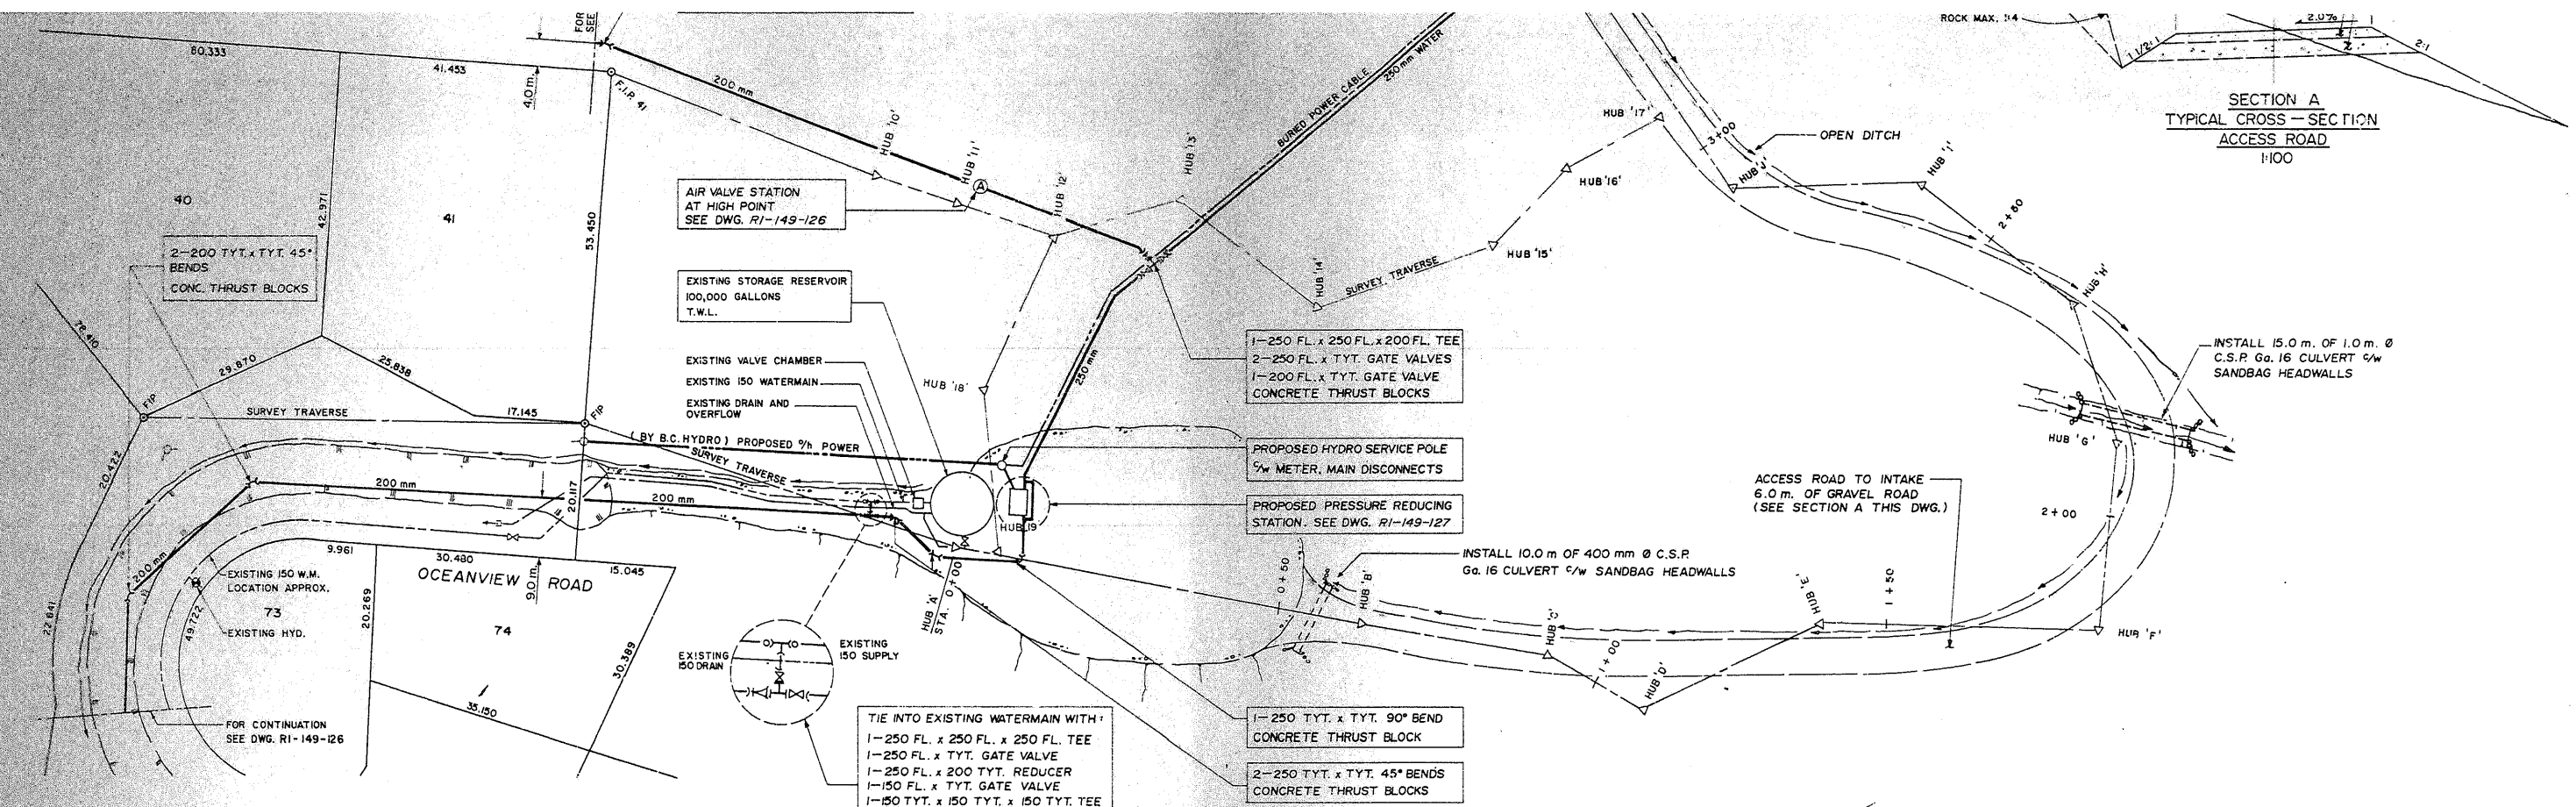 FOR
SEE
ROCK MAX. 1:4
2.0%
1
1 1/2:1
2:1
SECTION A
TYPICAL CROSS-SECTION
ACCESS ROAD
1:100
80.333
41.453
4.0 m.
F.I.P. 41
200 mm
HUB '10'
HUB '11'
A
HUB '12'
HUB '13'
BURIED POWER CABLE
250 mm WATER
HUB '17'
HUB '16'
HUB '15'
HUB '14'
SURVEY TRAVERSE
3+00
HUB 'J'
OPEN DITCH
HUB 'I'
2+50
HUB 'H'
40
42.971
41
53.450
AIR VALVE STATION
AT HIGH POINT
SEE DWG. R1-149-126
2-200 TYT. x TYT. 45°
BENDS
CONC. THRUST BLOCKS
EXISTING STORAGE RESERVOIR
100,000 GALLONS
T.W.L.
EXISTING VALVE CHAMBER
EXISTING 150 WATERMAIN
EXISTING DRAIN AND
OVERFLOW
HUB '18'
250 mm
1-250 FL. x 250 FL. x 200 FL. TEE
2-250 FL. x TYT. GATE VALVES
1-200 FL. x TYT. GATE VALVE
CONCRETE THRUST BLOCKS
INSTALL 15.0 m. OF 1.0 m. Ø
C.S.P. Ga. 16 CULVERT c/w
SANDBAG HEADWALLS
HUB 'G'
29.870
25.838
17.145
FIP
FIP
SURVEY TRAVERSE
(BY B.C. HYDRO) PROPOSED o/h POWER
SURVEY TRAVERSE
PROPOSED HYDRO SERVICE POLE
c/w METER, MAIN DISCONNECTS
PROPOSED PRESSURE REDUCING
STATION. SEE DWG. R1-149-127
HUB 19
ACCESS ROAD TO INTAKE
6.0 m. OF GRAVEL ROAD
(SEE SECTION A THIS DWG.)
2+00
20.422
200 mm
200 mm
20.117
200 mm
22.841
EXISTING 150 W.M.
LOCATION APPROX.
73
EXISTING HYD.
49.722
9.961
30.480
15.045
OCEANVIEW ROAD
9.0 m.
20.269
74
30.389
35.150
FOR CONTINUATION
SEE DWG. R1-149-126
HUB 'A'
STA. 0+00
0+50
INSTALL 10.0 m OF 400 mm Ø C.S.P.
Ga. 16 CULVERT c/w SANDBAG HEADWALLS
HUB 'B'
HUB 'C'
1+00
HUB 'D'
HUB 'E'
1+50
HUB 'F'
EXISTING
150 DRAIN
EXISTING
150 SUPPLY
TIE INTO EXISTING WATERMAIN WITH:
1-250 FL. x 250 FL. x 250 FL. TEE
1-250 FL. x TYT. GATE VALVE
1-250 FL. x 200 TYT. REDUCER
1-150 FL. x TYT. GATE VALVE
1-150 TYT. x 150 TYT. x 150 TYT. TEE
1-250 TYT. x TYT. 90° BEND
CONCRETE THRUST BLOCK
2-250 TYT. x TYT. 45° BENDS
CONCRETE THRUST BLOCKS